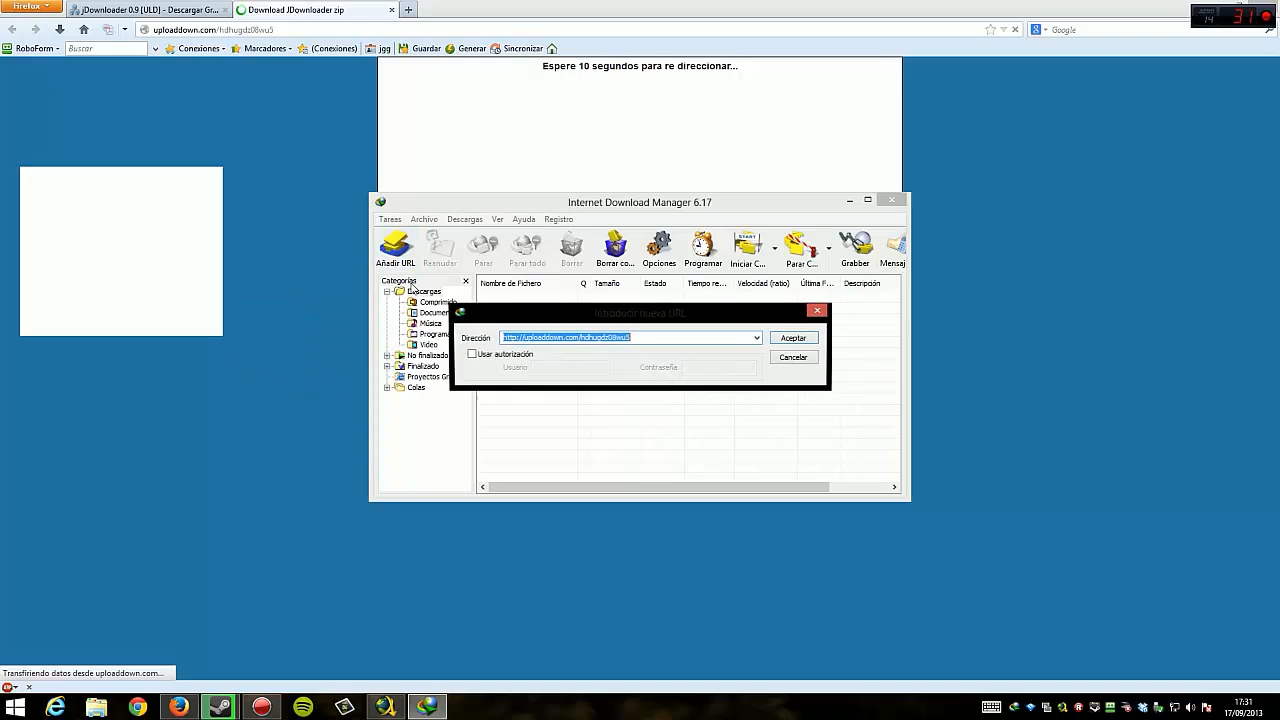 Firefox
jDownloader 0.9 [ULD] - Descargar Gr...
Download JDownloader zip
14
31
uploaddown.com/hdhugdz08wu5
Google
RoboForm
Buscar
Conexiones
Marcadores
(Conexiones)
jgg
Guardar
Generar
Sincronizar
Espere 10 segundos para re direccionar...
Internet Download Manager 6.17
Tareas Archivo Descargas Ver Ayuda Registro
Añadir URL Reanudar Parar Parar todo Borrar Borrar co... Opciones Programar Iniciar C... Parar C... Grabber Mensaj
Categorías
Nombre de Fichero Q Tamaño Estado Tiempo re... Velocidad (ratio) Última F... Descripción
Descargas
Comprimido
Documen
Música
Programa
Video
No finalizado
Finalizado
Proyectos Gr
Colas
Introducir nueva URL
Dirección
http://uploaddown.com/hdhugdz08wu5
Aceptar
Usar autorización
Cancelar
Usuario
Contraseña
Transfiriendo datos desde uploaddown.com...
17:31
17/09/2013